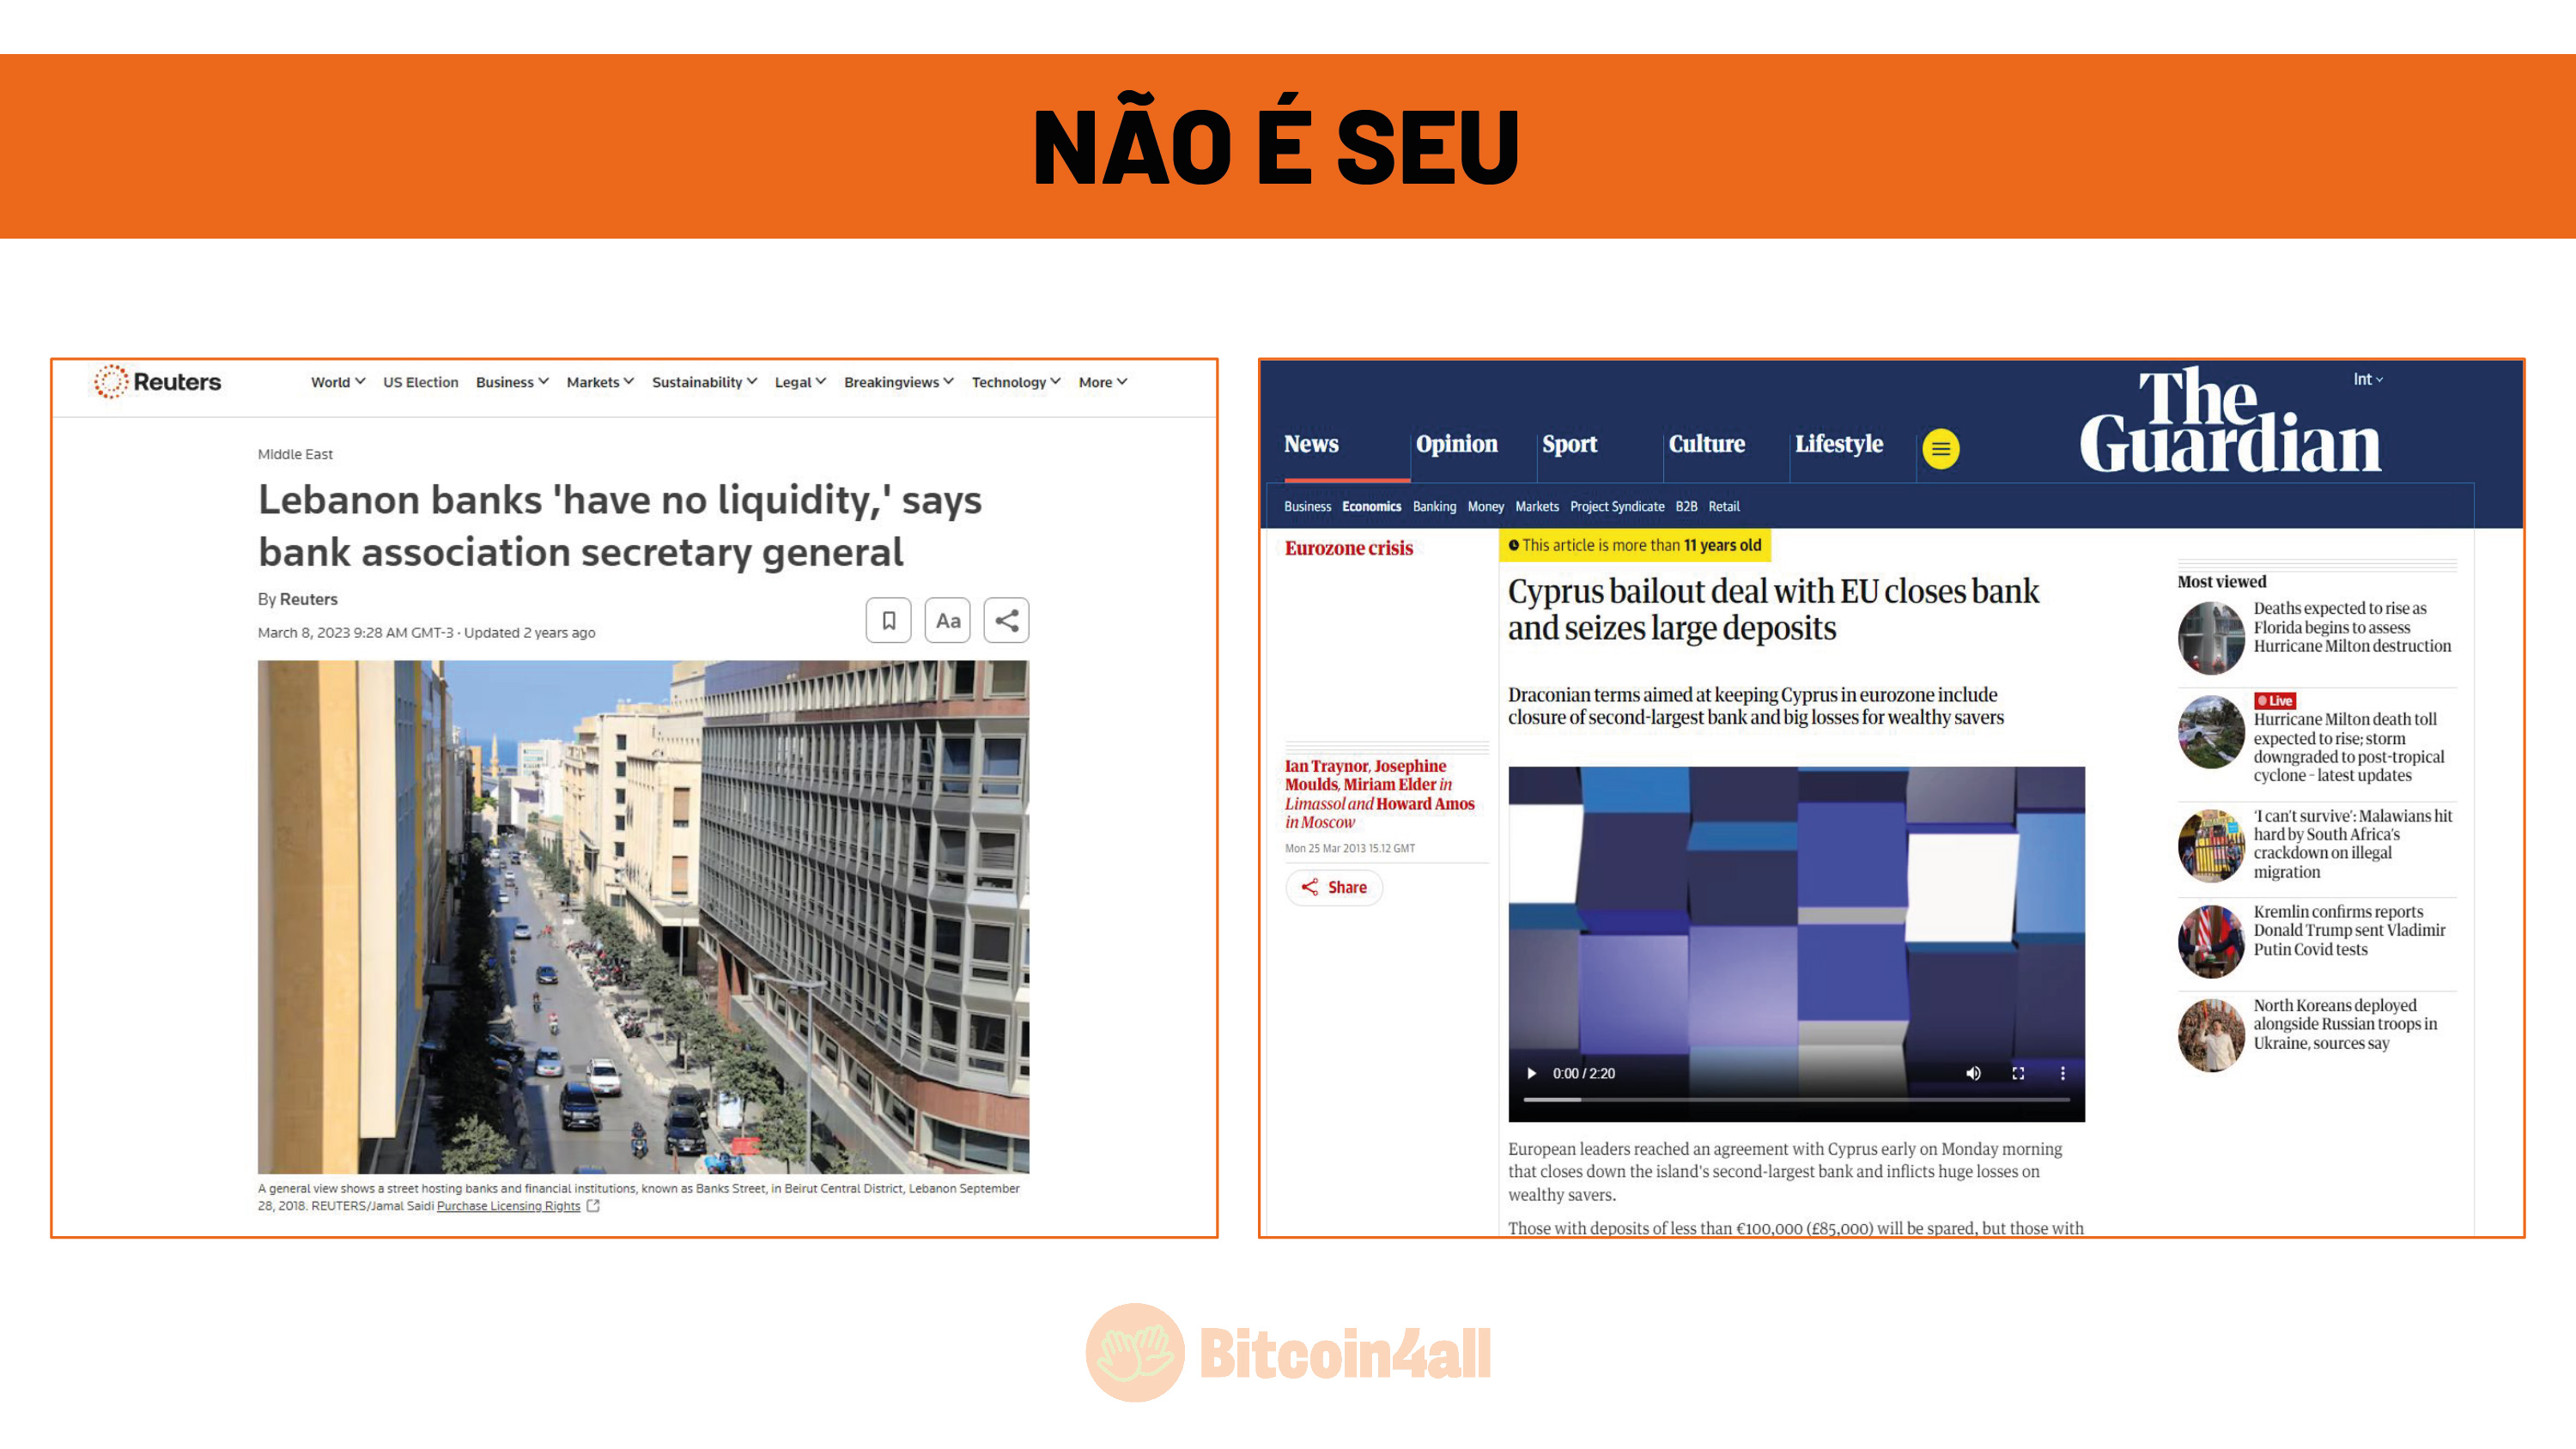 NÃO É SEU
Reuters
World US Election Business Markets Sustainability Legal Breakingviews Technology More
Middle East
Lebanon banks 'have no liquidity,' says
bank association secretary general
By Reuters
March 8, 2023 9:28 AM GMT-3 · Updated 2 years ago
Aa
A general view shows a street hosting banks and financial institutions, known as Banks Street, in Beirut Central District, Lebanon September
28, 2018. REUTERS/Jamal Saidi Purchase Licensing Rights
The
Guardian
Int
News Opinion Sport Culture Lifestyle
Business Economics Banking Money Markets Project Syndicate B2B Retail
Eurozone crisis
This article is more than 11 years old
Cyprus bailout deal with EU closes bank
and seizes large deposits
Draconian terms aimed at keeping Cyprus in eurozone include
closure of second-largest bank and big losses for wealthy savers
Ian Traynor, Josephine
Moulds, Miriam Elder in
Limassol and Howard Amos
in Moscow
Mon 25 Mar 2013 15.12 GMT
Share
0:00 / 2:20
European leaders reached an agreement with Cyprus early on Monday morning
that closes down the island's second-largest bank and inflicts huge losses on
wealthy savers.
Those with deposits of less than €100,000 (£85,000) will be spared, but those with
Most viewed
Deaths expected to rise as
Florida begins to assess
Hurricane Milton destruction
Live
Hurricane Milton death toll
expected to rise; storm
downgraded to post-tropical
cyclone – latest updates
'I can't survive': Malawians hit
hard by South Africa's
crackdown on illegal
migration
Kremlin confirms reports
Donald Trump sent Vladimir
Putin Covid tests
North Koreans deployed
alongside Russian troops in
Ukraine, sources say
Bitcoin4all